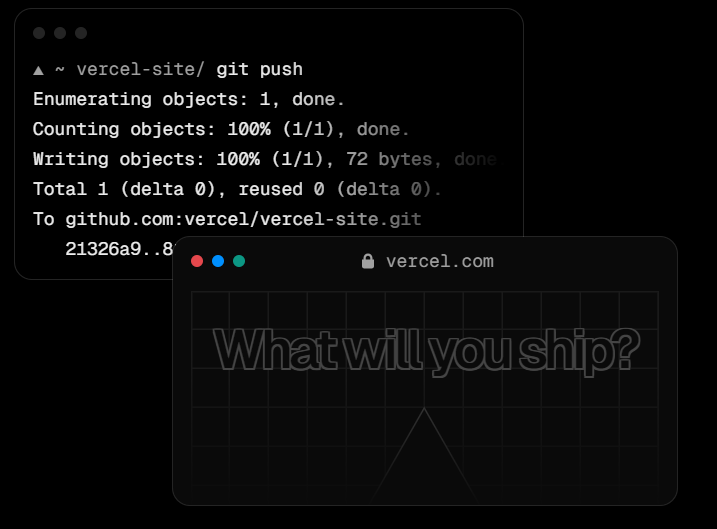 ▲ ~ vercel-site/ git push
Enumerating objects: 1, done.
Counting objects: 100% (1/1), done.
Writing objects: 100% (1/1), 72 bytes, done
Total 1 (delta 0), reused 0 (delta 0).
To github.com:vercel/vercel-site.git
21326a9..8
vercel.com
What will you ship?